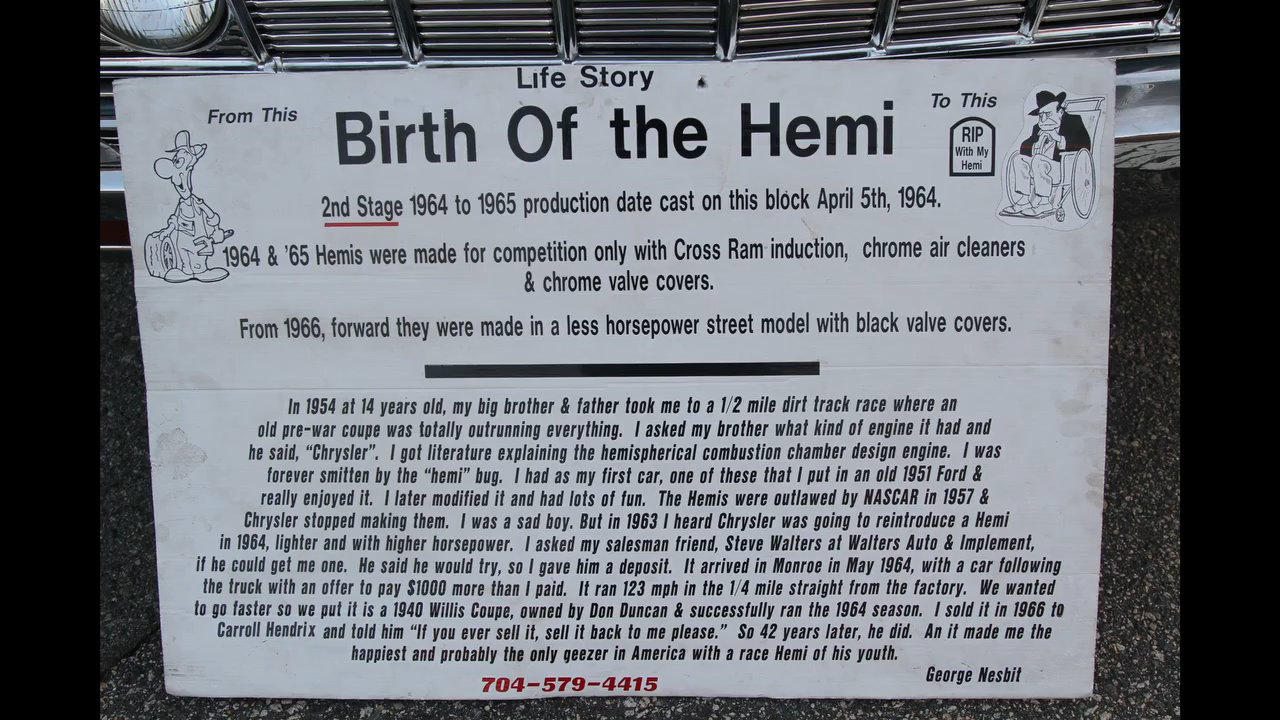 Life Story
From This
To This
Birth Of the Hemi
RIP
With My
Hemi
2nd Stage 1964 to 1965 production date cast on this block April 5th, 1964.
1964 & '65 Hemis were made for competition only with Cross Ram induction, chrome air cleaners
& chrome valve covers.
From 1966, forward they were made in a less horsepower street model with black valve covers.
In 1954 at 14 years old, my big brother & father took me to a 1/2 mile dirt track race where an
old pre-war coupe was totally outrunning everything. I asked my brother what kind of engine it had and
he said, "Chrysler". I got literature explaining the hemispherical combustion chamber design engine. I was
forever smitten by the "hemi" bug. I had as my first car, one of these that I put in an old 1951 Ford &
really enjoyed it. I later modified it and had lots of fun. The Hemis were outlawed by NASCAR in 1957 &
Chrysler stopped making them. I was a sad boy. But in 1963 I heard Chrysler was going to reintroduce a Hemi
in 1964, lighter and with higher horsepower. I asked my salesman friend, Steve Walters at Walters Auto & Implement,
if he could get me one. He said he would try, so I gave him a deposit. It arrived in Monroe in May 1964, with a car following
the truck with an offer to pay $1000 more than I paid. It ran 123 mph in the 1/4 mile straight from the factory. We wanted
to go faster so we put it is a 1940 Willis Coupe, owned by Don Duncan & successfully ran the 1964 season. I sold it in 1966 to
Carroll Hendrix and told him "If you ever sell it, sell it back to me please." So 42 years later, he did. An it made me the
happiest and probably the only geezer in America with a race Hemi of his youth.
George Nesbit
704-579-4415